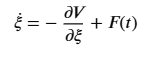 ξ̇ = − ∂V/∂ξ + F(t)